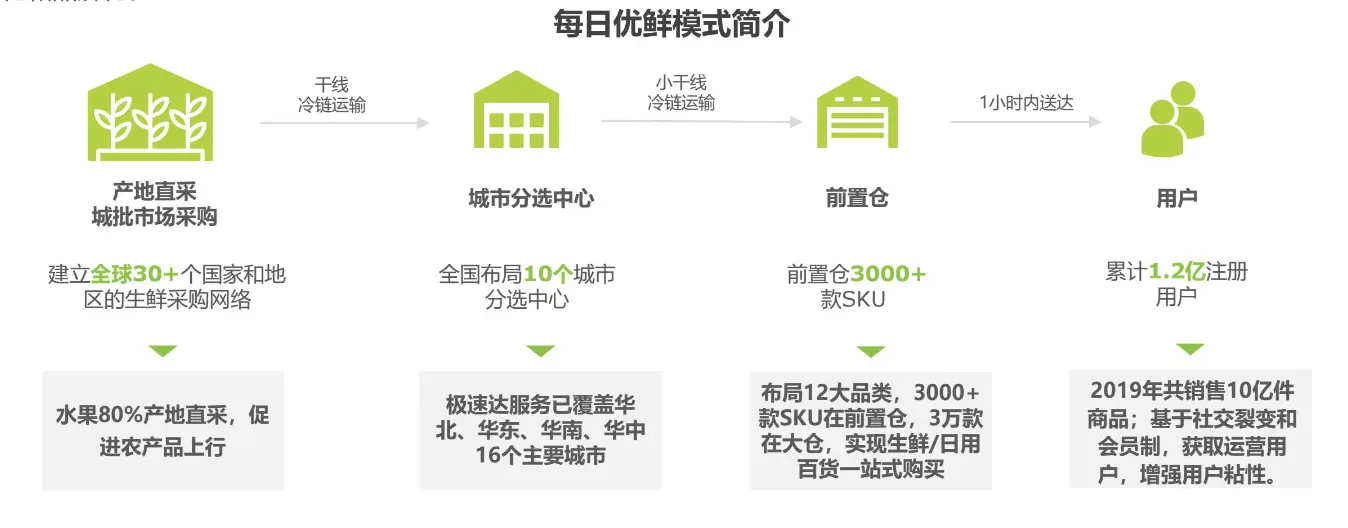 每日优鲜模式简介
干线
冷链运输
小干线
冷链运输
1小时内送达
产地直采
城批市场采购
城市分选中心
前置仓
用户
建立全球30+个国家和地
区的生鲜采购网络
全国布局10个城市
分选中心
前置仓3000+
款SKU
累计1.2亿注册
用户
水果80%产地直采，促
进农产品上行
极速达服务已覆盖华
北、华东、华南、华中
16个主要城市
布局12大品类，3000+
款SKU在前置仓，3万款
在大仓，实现生鲜/日用
百货一站式购买
2019年共销售10亿件
商品；基于社交裂变和
会员制，获取运营用
户，增强用户粘性。